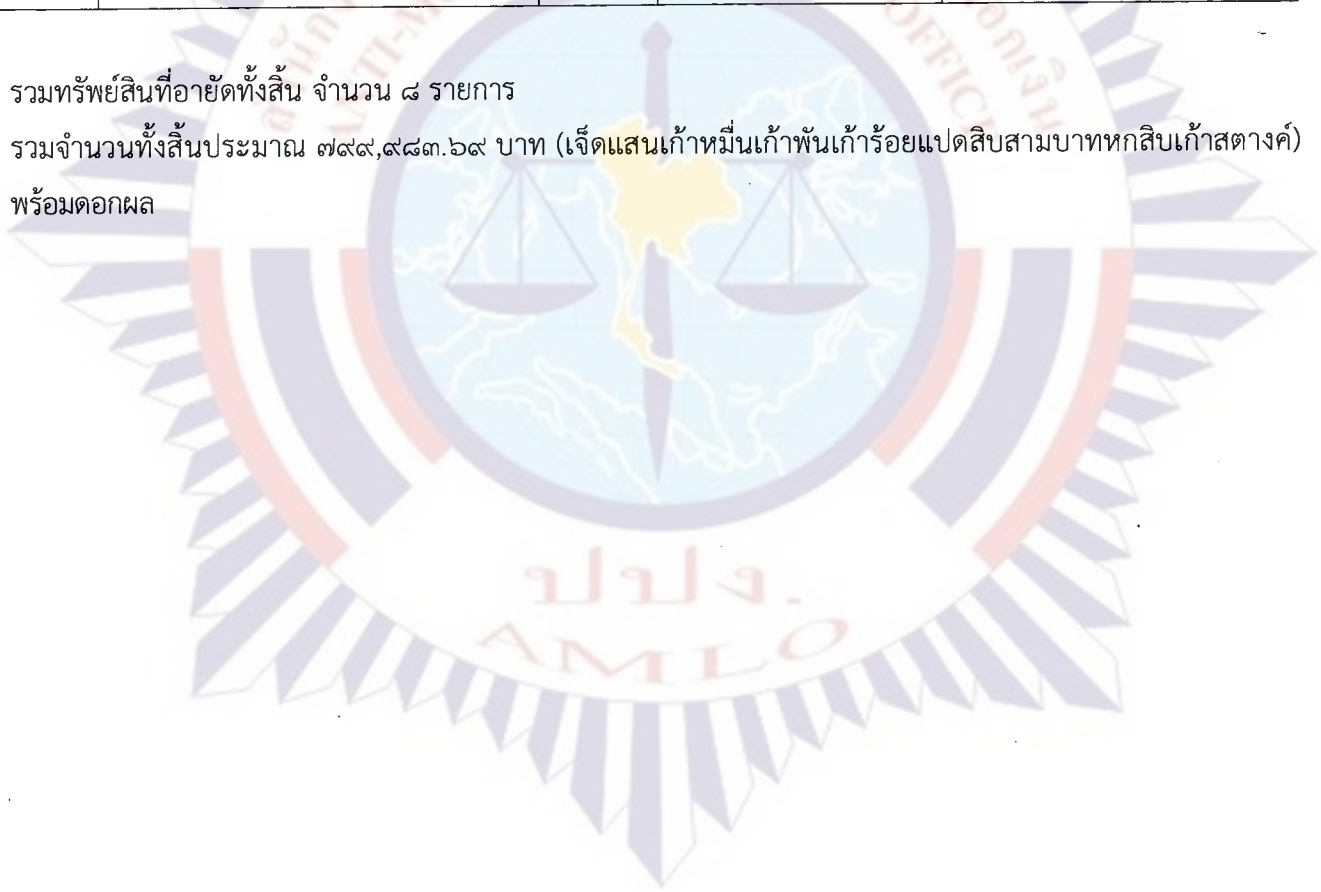 รวมทรัพย์สินที่อายัดทั้งสิ้น จำนวน ๘ รายการ
รวมจำนวนทั้งสิ้นประมาณ ๗๙๙,๙๘๓.๖๙ บาท (เจ็ดแสนเก้าหมื่นเก้าพันเก้าร้อยแปดสิบสามบาทหกสิบเก้าสตางค์)
พร้อมดอกผล
ปปง.
AMLO